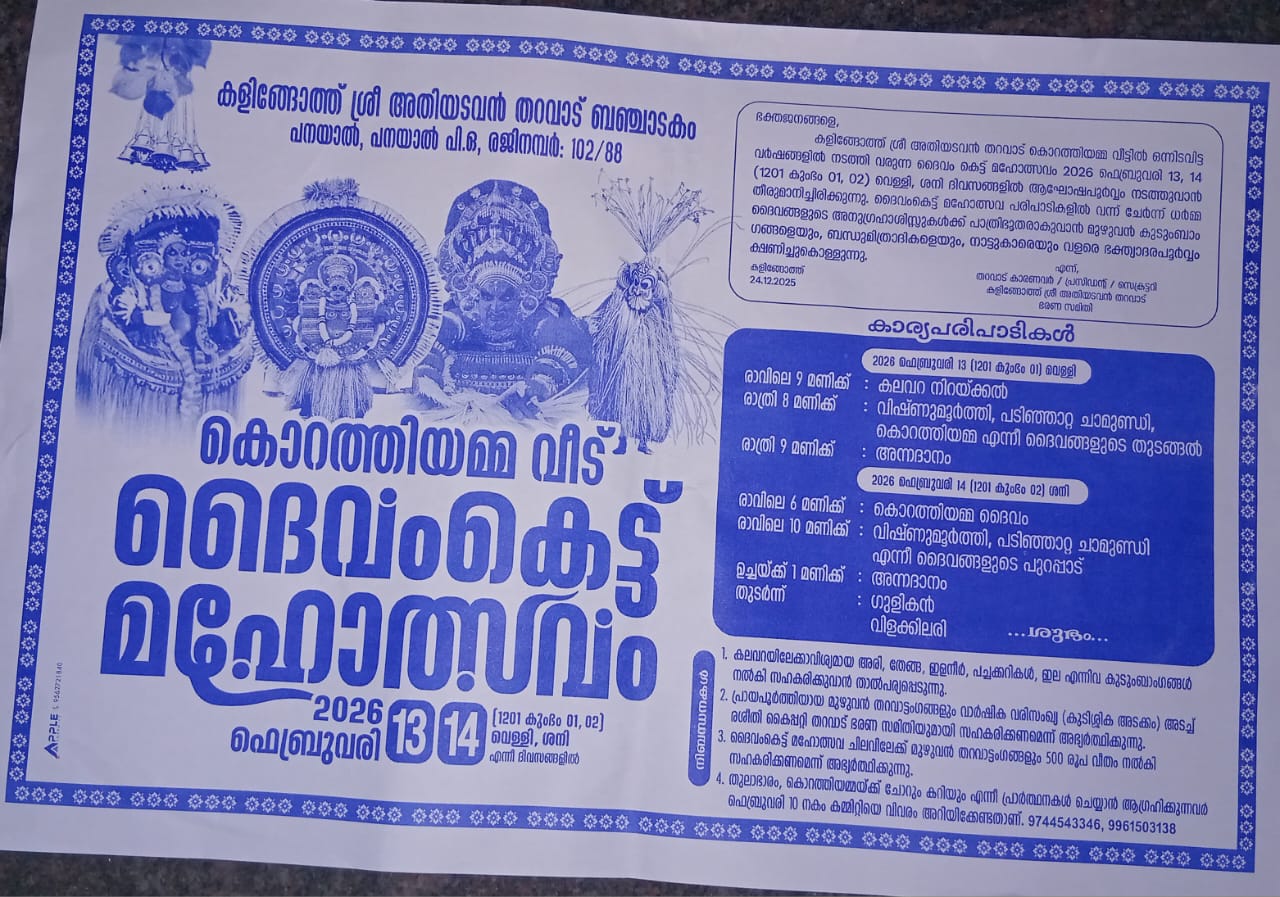 കളിങ്ങോത്ത് ശ്രീ അതിയടവൻ തറവാട് ബഞ്ചാടകം
പനയാൽ, പനയാൽ പി.ഒ, രജിനമ്പർ: 102/88
കൊറത്തിയമ്മ വീട്
ദൈവംകെട്ട്
മഹോത്സവം
2026
ഫെബ്രുവരി 13 14
(1201 കുംഭം 01, 02)
വെള്ളി, ശനി
എന്നീ ദിവസങ്ങളിൽ
APPLE 9562721840
ഭക്തജനങ്ങളെ,
കളിങ്ങോത്ത് ശ്രീ അതിയടവൻ തറവാട് കൊറത്തിയമ്മ വീട്ടിൽ ഒന്നിടവിട്ട
വർഷങ്ങളിൽ നടത്തി വരുന്ന ദൈവം കെട്ട് മഹോത്സവം 2026 ഫെബ്രുവരി 13, 14
(1201 കുംഭം 01, 02) വെള്ളി, ശനി ദിവസങ്ങളിൽ ആഘോഷപൂർവ്വം നടത്തുവാൻ
തീരുമാനിച്ചിരിക്കുന്നു. ദൈവംകെട്ട് മഹോത്സവ പരിപാടികളിൽ വന്ന് ചേർന്ന് ധർമ്മ
ദൈവങ്ങളുടെ അനുഗ്രഹാശിസ്സുകൾക്ക് പാത്രിഭൂതരാകുവാൻ മുഴുവൻ കുടുംബാം
ഗങ്ങളെയും, ബന്ധുമിത്രാദികളെയും, നാട്ടുകാരെയും വളരെ ഭക്ത്യാദരപൂർവ്വം
ക്ഷണിച്ചുകൊള്ളുന്നു.
കളിങ്ങോത്ത്
24.12.2025
എന്ന്,
തറവാട് കാരണവർ / പ്രസിഡന്റ് / സെക്രട്ടറി
കളിങ്ങോത്ത് ശ്രീ അതിയടവൻ തറവാട്
ഭരണ സമിതി
കാര്യപരിപാടികൾ
2026 ഫെബ്രുവരി 13 (1201 കുംഭം 01) വെള്ളി
രാവിലെ 9 മണിക്ക് : കലവറ നിറയ്ക്കൽ
രാത്രി 8 മണിക്ക് : വിഷ്ണുമൂർത്തി, പടിഞ്ഞാറ്റ ചാമുണ്ഡി,
കൊറത്തിയമ്മ എന്നീ ദൈവങ്ങളുടെ തുടങ്ങൽ
രാത്രി 9 മണിക്ക് : അന്നദാനം
2026 ഫെബ്രുവരി 14 (1201 കുംഭം 02) ശനി
രാവിലെ 6 മണിക്ക് : കൊറത്തിയമ്മ ദൈവം
രാവിലെ 10 മണിക്ക് : വിഷ്ണുമൂർത്തി, പടിഞ്ഞാറ്റ ചാമുണ്ഡി
എന്നീ ദൈവങ്ങളുടെ പുറപ്പാട്
ഉച്ചയ്ക്ക് 1 മണിക്ക് : അന്നദാനം
തുടർന്ന് : ഗുളികൻ
വിളക്കിലരി ...ശുഭം...
നിബന്ധനകൾ
1. കലവറയിലേക്കാവിശ്യമായ അരി, തേങ്ങ, ഇളനീർ, പച്ചക്കറികൾ, ഇല എന്നിവ കുടുംബാംഗങ്ങൾ
നൽകി സഹകരിക്കുവാൻ താൽപര്യപ്പെടുന്നു.
2. പ്രായപൂർത്തിയായ മുഴുവൻ തറവാട്ടംഗങ്ങളും വാർഷിക വരിസംഖ്യ (കുടിശ്ശിക അടക്കം) അടച്ച്
രശീതി കൈപ്പറ്റി തറവാട് ഭരണ സമിതിയുമായി സഹകരിക്കണമെന്ന് അഭ്യർത്ഥിക്കുന്നു.
3. ദൈവംകെട്ട് മഹോത്സവ ചിലവിലേക്ക് മുഴുവൻ തറവാട്ടംഗങ്ങളും 500 രൂപ വീതം നൽകി
സഹകരിക്കണമെന്ന് അഭ്യർത്ഥിക്കുന്നു.
4. തുലാഭാരം, കൊറത്തിയമ്മയ്ക്ക് ചോറും കറിയും എന്നീ പ്രാർത്ഥനകൾ ചെയ്യാൻ ആഗ്രഹിക്കുന്നവർ
ഫെബ്രുവരി 10 നകം കമ്മിറ്റിയെ വിവരം അറിയിക്കേണ്ടതാണ്. 9744543346, 9961503138